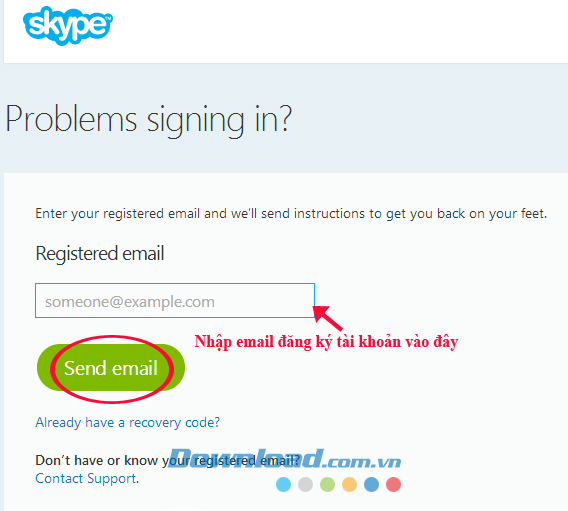 skype™
Problems signing in?
Enter your registered email and we'll send instructions to get you back on your feet.
Registered email
someone@example.com
Nhập email đăng ký tài khoản vào đây
Send email
Already have a recovery code?
Don't have or know your registered email?
Download.com.vn
Contact Support.